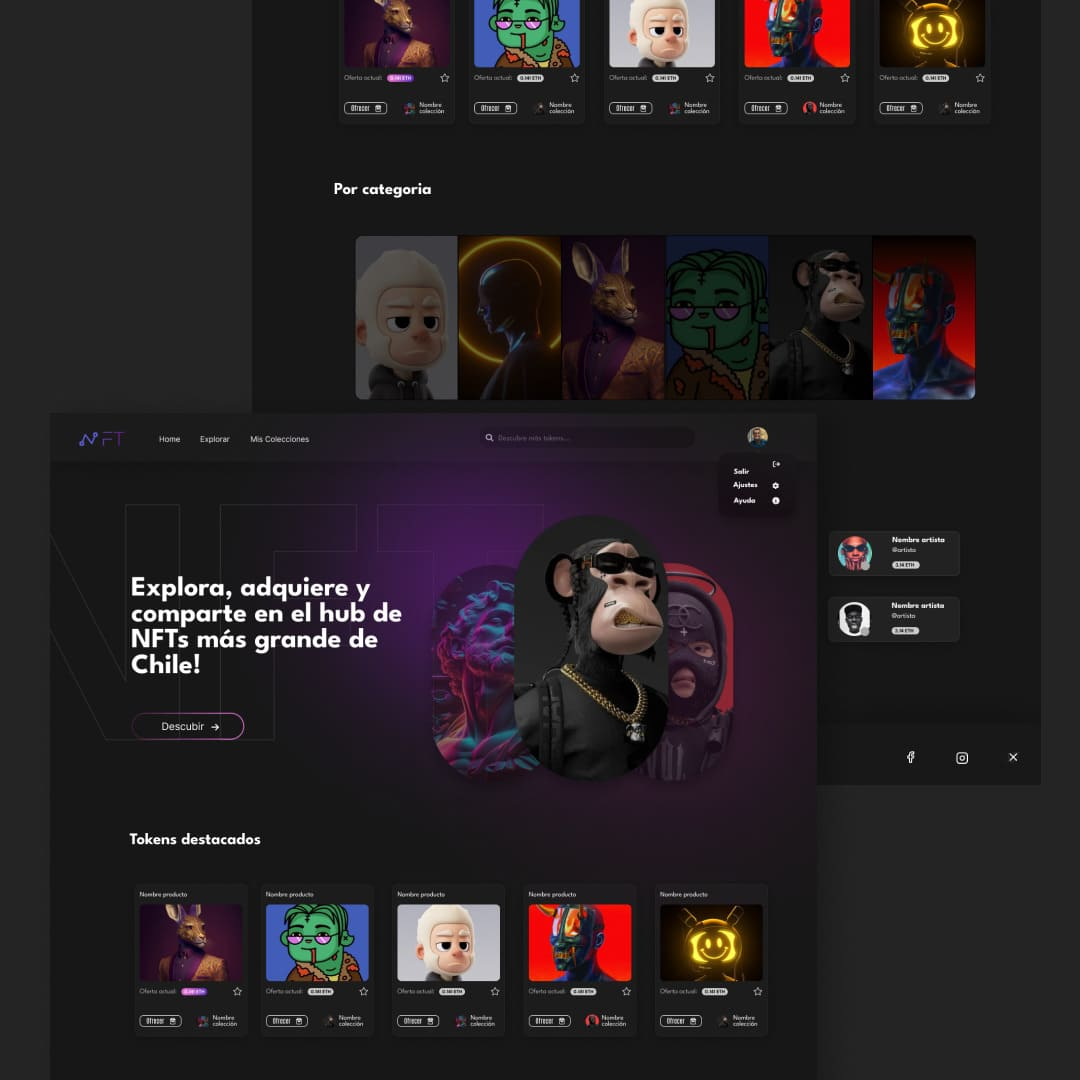 Oferta actual: 0.141 ETH
Oferta actual: 0.141 ETH
Oferta actual: 0.141 ETH
Oferta actual: 0.141 ETH
Oferta actual: 0.141 ETH
Ofrecer
Nombre
colección
Ofrecer
Nombre
colección
Ofrecer
Nombre
colección
Ofrecer
Nombre
colección
Ofrecer
Nombre
colección
Por categoria
NFT
Home
Explorar
Mis Colecciones
Descubre más tokens...
Salir
Ajustes
Ayuda
NFT
Explora, adquiere y
comparte en el hub de
NFTs más grande de
Chile!
Descubir →
Nombre artista
@artista
3.14 ETH
Nombre artista
@artista
3.14 ETH
Tokens destacados
Nombre producto
Nombre producto
Nombre producto
Nombre producto
Nombre producto
Oferta actual: 0.141 ETH
Oferta actual: 0.141 ETH
Oferta actual: 0.141 ETH
Oferta actual: 0.141 ETH
Oferta actual: 0.141 ETH
Ofrecer
Nombre
colección
Ofrecer
Nombre
colección
Ofrecer
Nombre
colección
Ofrecer
Nombre
colección
Ofrecer
Nombre
colección